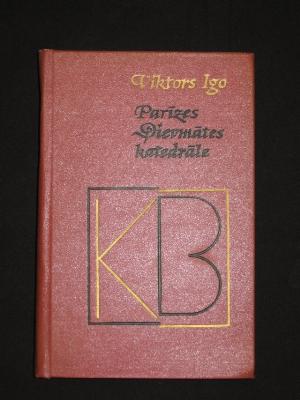 Viktors Igo
Parīzes
Dievmātes
katedrāle
KB